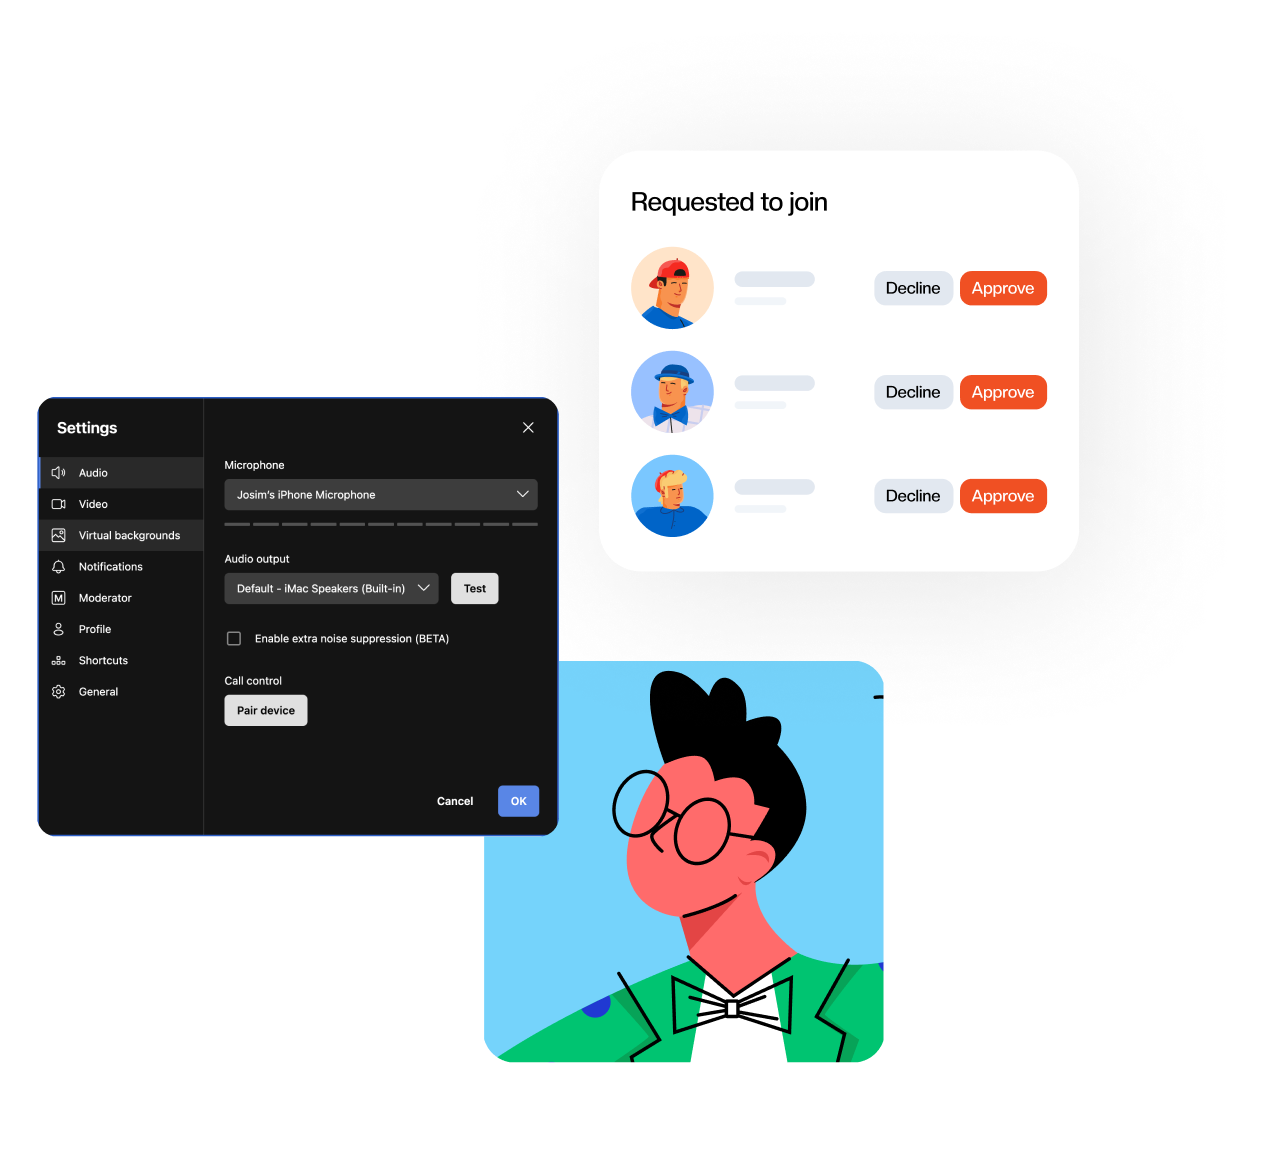 Requested to join
Decline Approve
Decline Approve
Decline Approve
Settings
Audio
Video
Virtual backgrounds
Notifications
M Moderator
Profile
Shortcuts
General
Microphone
Josim's iPhone Microphone
Audio output
Default - iMac Speakers (Built-in) Test
Enable extra noise suppression (BETA)
Call control
Pair device
Cancel OK